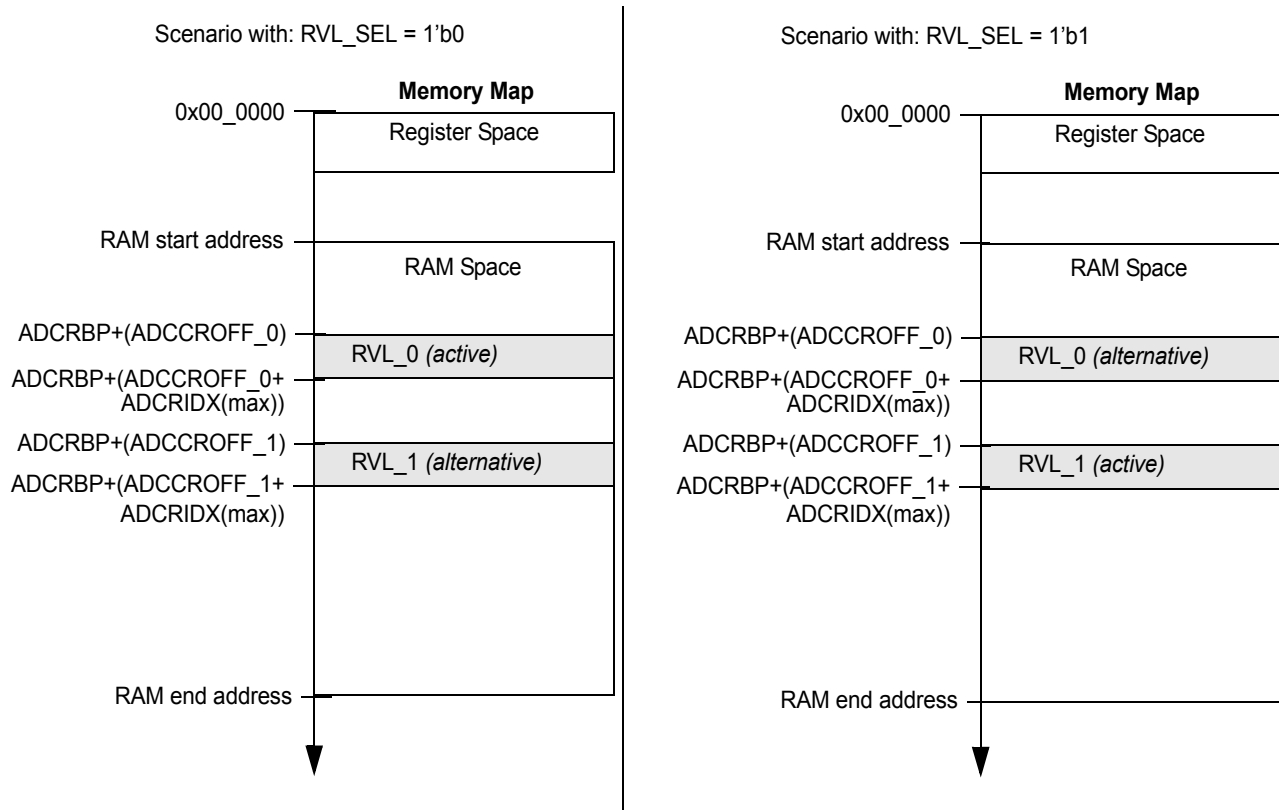 Scenario with: RVL_SEL = 1’b0
Memory Map
0x00_0000
Register Space
RAM start address
RAM Space
ADCRBP+(ADCCROFF_0)
RVL_0 (active)
ADCRBP+(ADCCROFF_0+
ADCRIDX(max))
ADCRBP+(ADCCROFF_1)
RVL_1 (alternative)
ADCRBP+(ADCCROFF_1+
ADCRIDX(max))
RAM end address
Scenario with: RVL_SEL = 1’b1
Memory Map
0x00_0000
Register Space
RAM start address
RAM Space
ADCRBP+(ADCCROFF_0)
RVL_0 (alternative)
ADCRBP+(ADCCROFF_0+
ADCRIDX(max))
ADCRBP+(ADCCROFF_1)
RVL_1 (active)
ADCRBP+(ADCCROFF_1+
ADCRIDX(max))
RAM end address